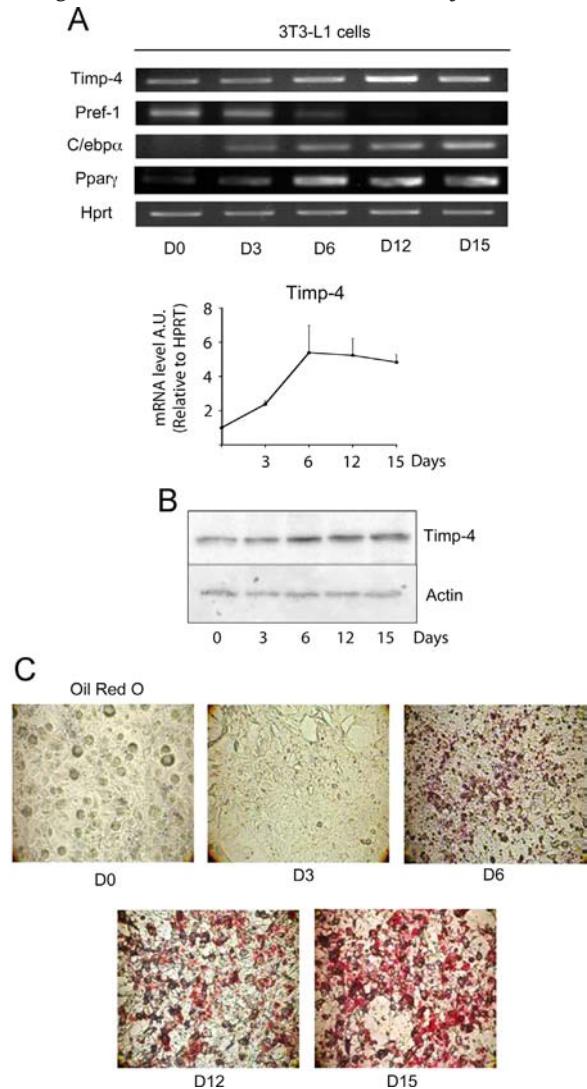 A
3T3-L1 cells
Timp-4
Pref-1
C/ebpα
Pparγ
Hprt
D0 D3 D6 D12 D15
Timp-4
mRNA level A.U.
(Relative to HPRT)
8
6
4
2
3 6 12 15 Days
B
Timp-4
Actin
0 3 6 12 15 Days
C
Oil Red O
D0 D3 D6
D12 D15